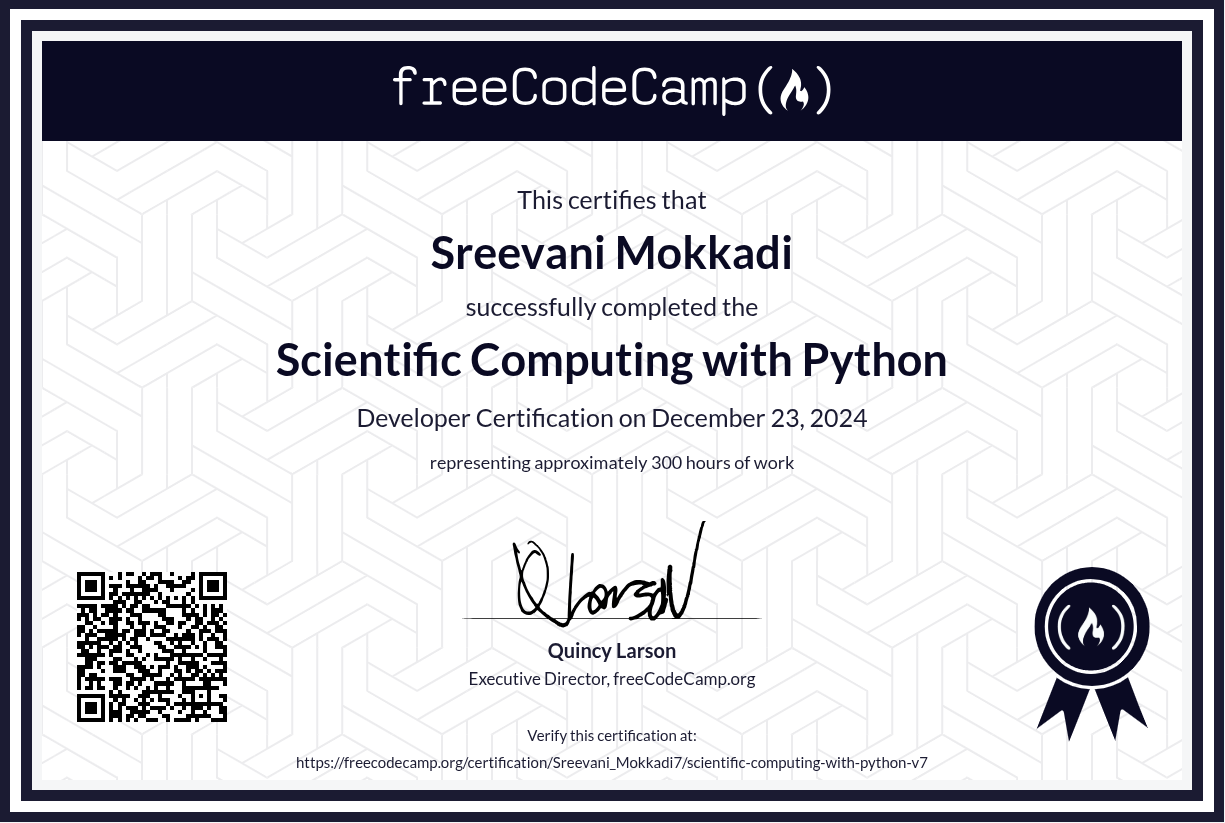 freeCodeCamp
This certifies that
Sreevani Mokkadi
successfully completed the
Scientific Computing with Python
Developer Certification on December 23, 2024
representing approximately 300 hours of work
Q Larson
Quincy Larson
Executive Director, freeCodeCamp.org
Verify this certification at:
https://freecodecamp.org/certification/Sreevani_Mokkadi7/scientific-computing-with-python-v7